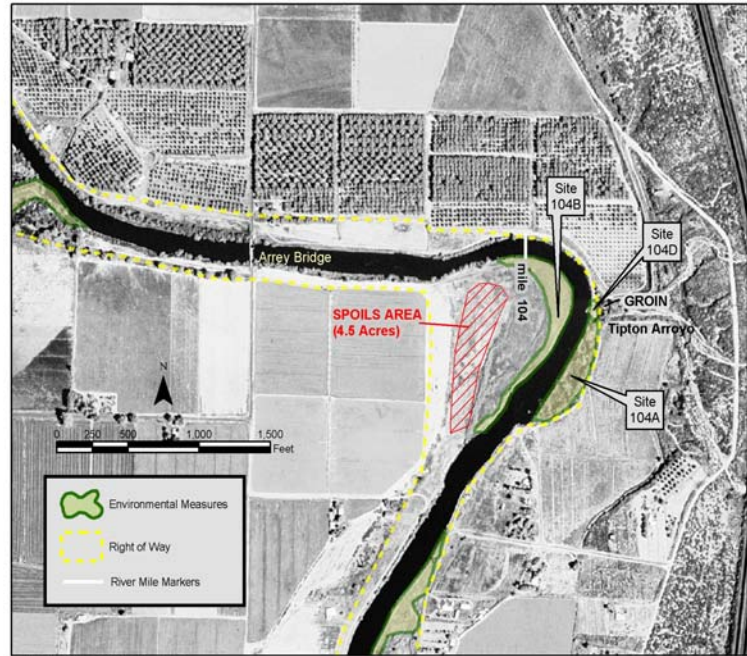 Site
104B
Site
104D
Arrey Bridge
mile 104
GROIN
SPOILS AREA
(4.5 Acres)
Tipton Arroyo
Site
104A
N
0 250 500 1,000 1,500
Feet
Environmental Measures
Right of Way
River Mile Markers